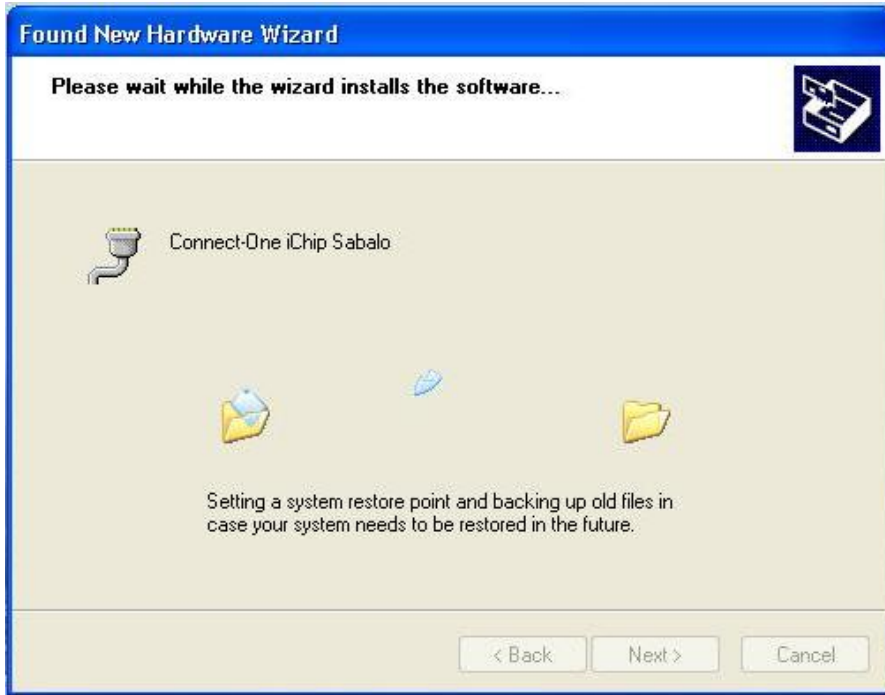 Found New Hardware Wizard
Please wait while the wizard installs the software...
Connect-One iChip Sabalo
Setting a system restore point and backing up old files in
case your system needs to be restored in the future.
< Back Next > Cancel